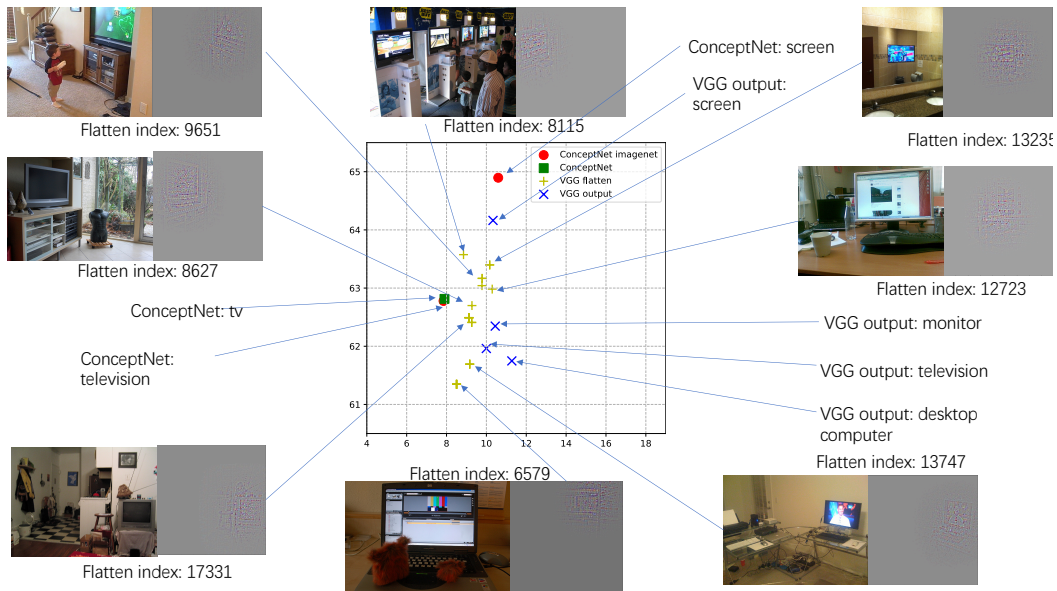 ConceptNet: screen
VGG output:
screen
Flatten index: 9651
Flatten index: 8115
Flatten index: 13235
ConceptNet imagenet
ConceptNet
VGG flatten
VGG output
65
64
63
62
61
4
6
8
10
12
14
16
18
Flatten index: 8627
Flatten index: 12723
ConceptNet: tv
VGG output: monitor
ConceptNet:
television
VGG output: television
VGG output: desktop
computer
Flatten index: 13747
Flatten index: 6579
Flatten index: 17331